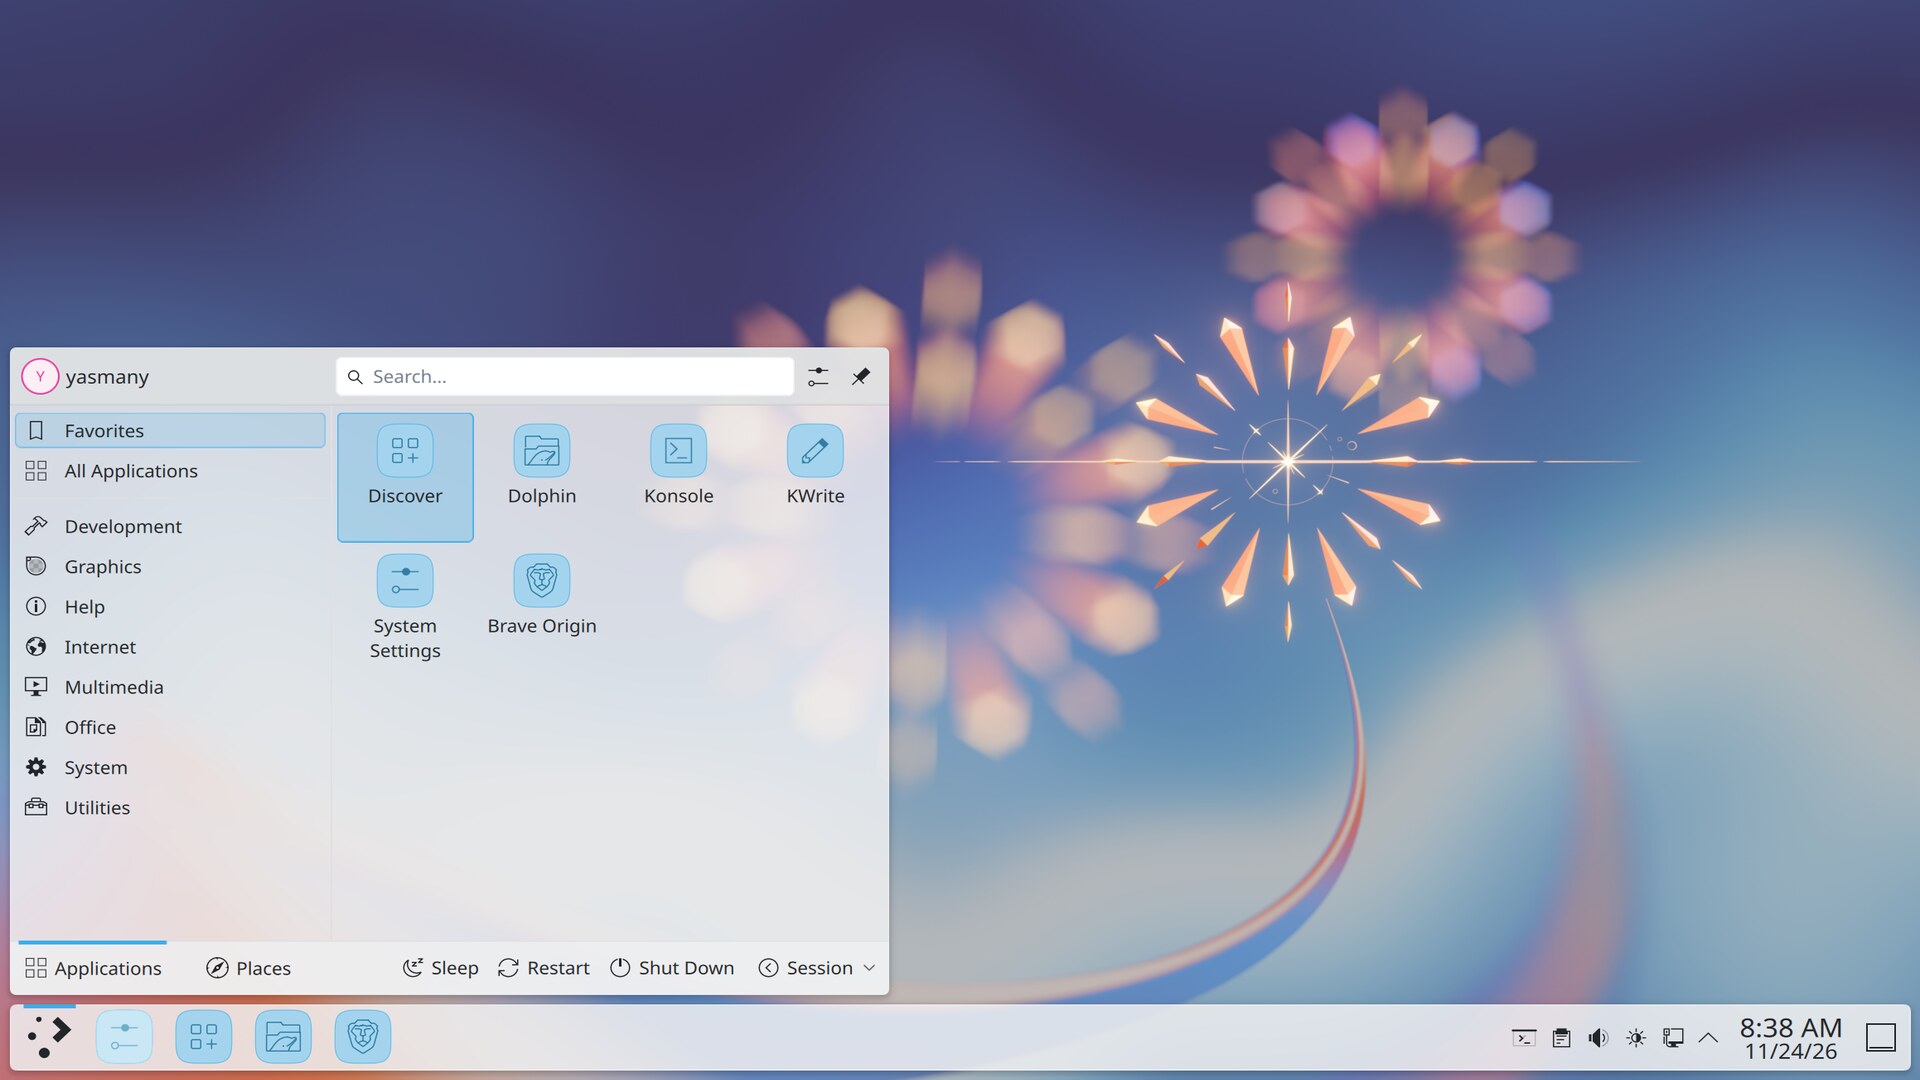 Y yasmany
Search...
Favorites
All Applications
Development
Graphics
Help
Internet
Multimedia
Office
System
Utilities
Discover
Dolphin
Konsole
KWrite
System
Settings
Brave Origin
Applications
Places
Sleep
Restart
Shut Down
Session
8:38 AM
11/24/26